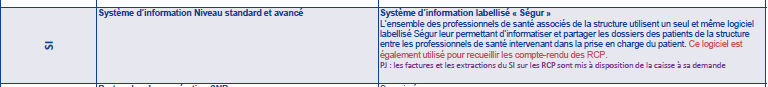 Système d'information Niveau standard et avancé
Système d'information labellisé « Ségur »
L'ensemble des professionnels de santé associés de la structure utilisent un seul et même logiciel
labellisé Ségur leur permettant d'informatiser et partager les dossiers des patients de la structure
entre les professionnels de santé intervenant dans la prise en charge du patient. Ce logiciel est
également utilisé pour recueillir les compte-rendu des RCP.
PJ : les factures et les extractions du SI sur les RCP sont mis à disposition de la caisse à sa demande
SI